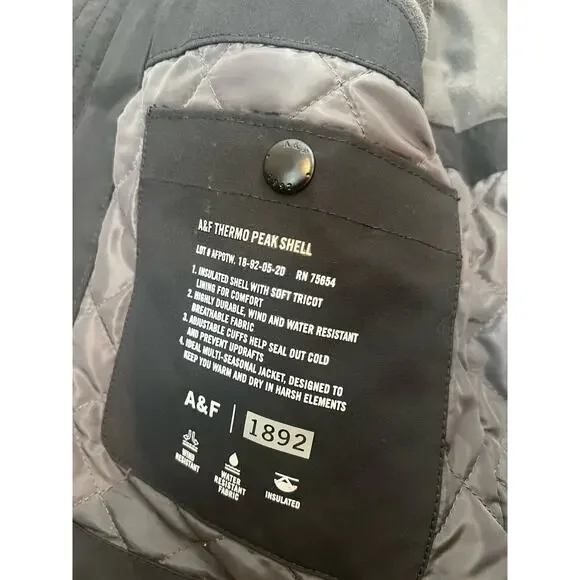 A&F
1892
A&F THERMO PEAK SHELL
LOT # AFPDTW. 18-92-05-2D RN 75654
1. INSULATED SHELL WITH SOFT TRICOT
LINING FOR COMFORT
2. HIGHLY DURABLE, WIND AND WATER RESISTANT
BREATHABLE FABRIC
3. ADJUSTABLE CUFFS HELP SEAL OUT COLD
AND PREVENT UPDRAFTS
4. IDEAL MULTI-SEASONAL JACKET, DESIGNED TO
KEEP YOU WARM AND DRY IN HARSH ELEMENTS
A&F | 1892
WIND
RESISTANT
WATER
RESISTANT
FABRIC
INSULATED